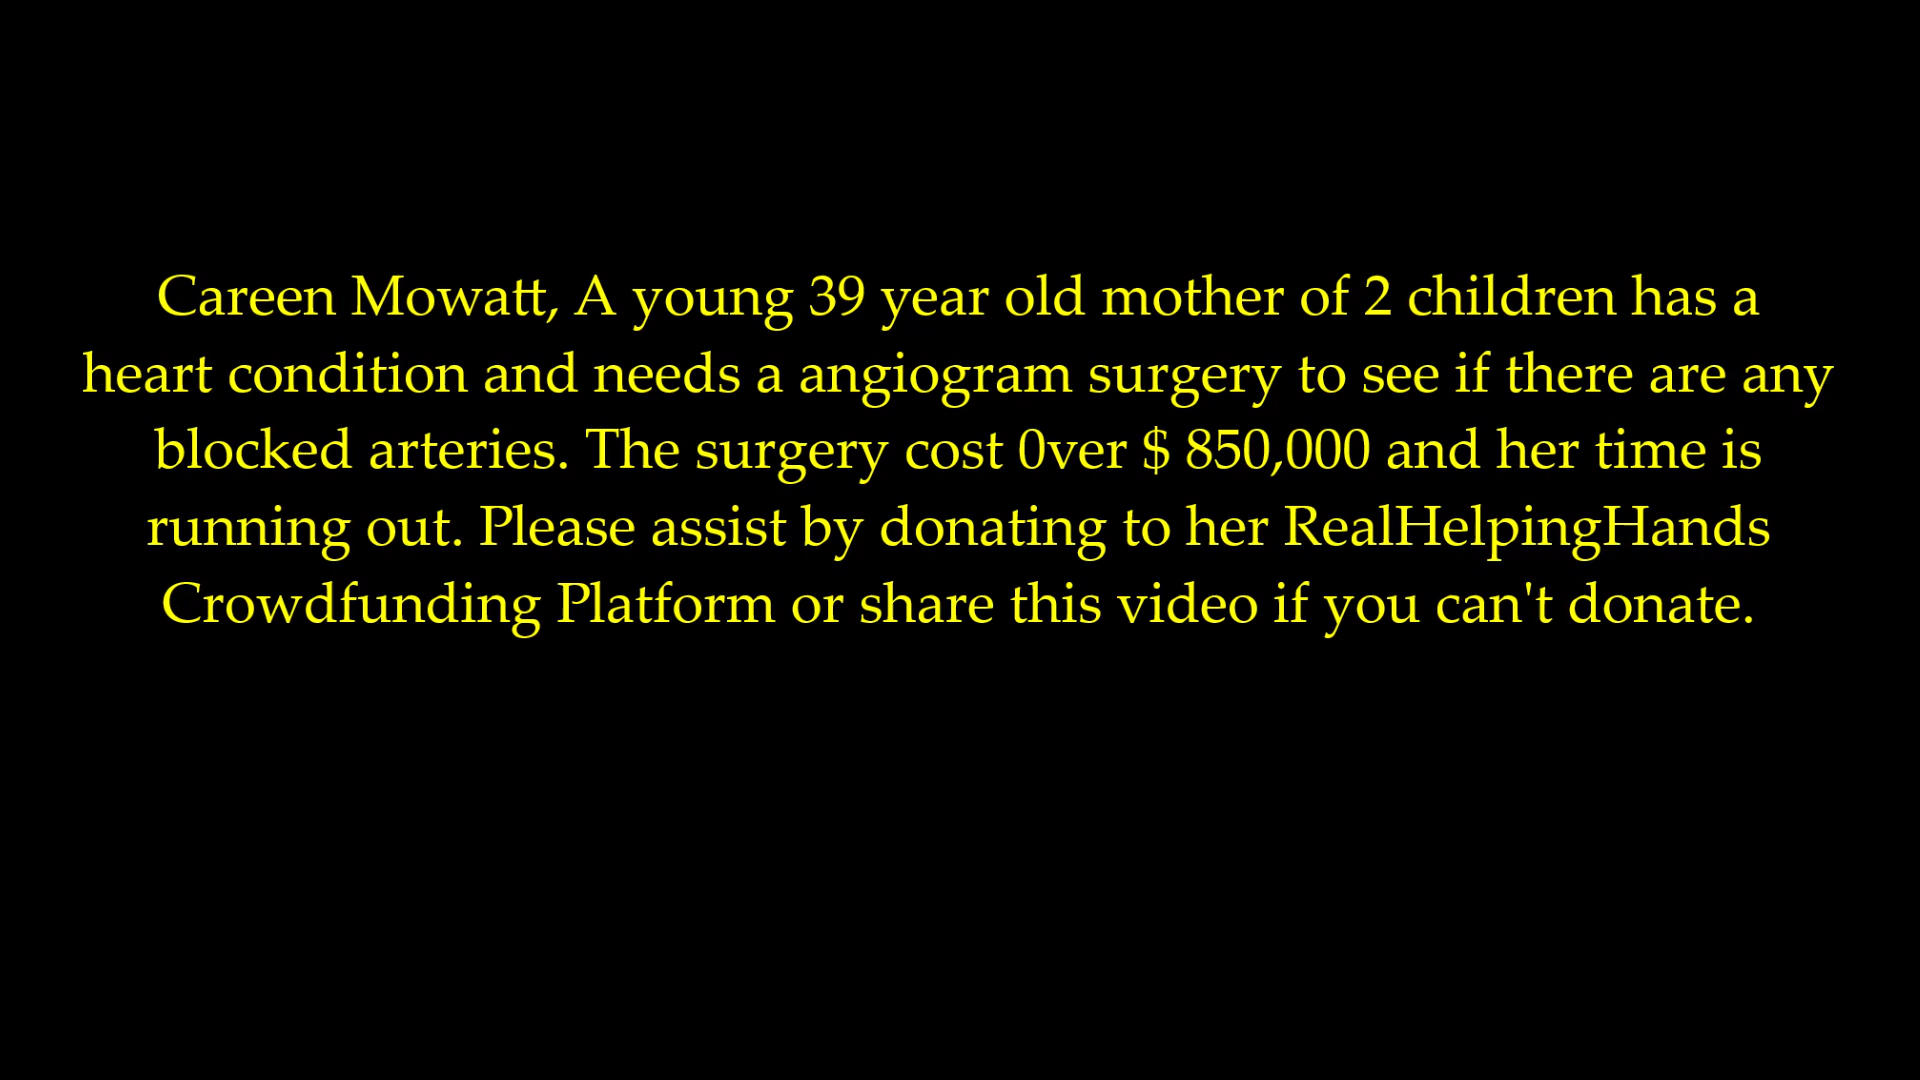 Careen Mowatt, A young 39 year old mother of 2 children has a
heart condition and needs a angiogram surgery to see if there are any
blocked arteries. The surgery cost 0ver $ 850,000 and her time is
running out. Please assist by donating to her RealHelpingHands
Crowdfunding Platform or share this video if you can't donate.